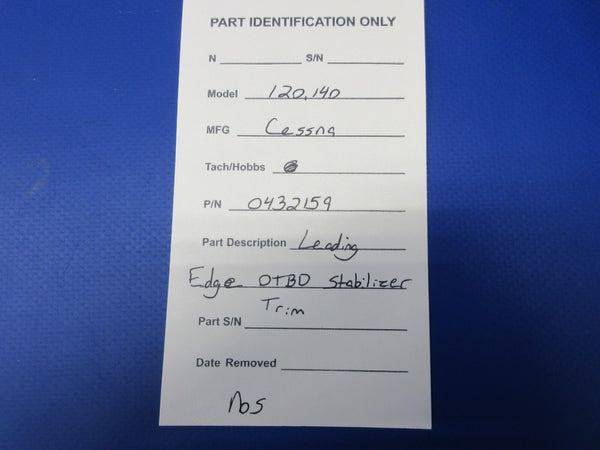 PART IDENTIFICATION ONLY
N S/N
Model 120,140
MFG Cessna
Tach/Hobbs
P/N 0432159
Part Description Leading
Edge OTBD Stabilizer
Trim
Part S/N
Date Removed
NOS